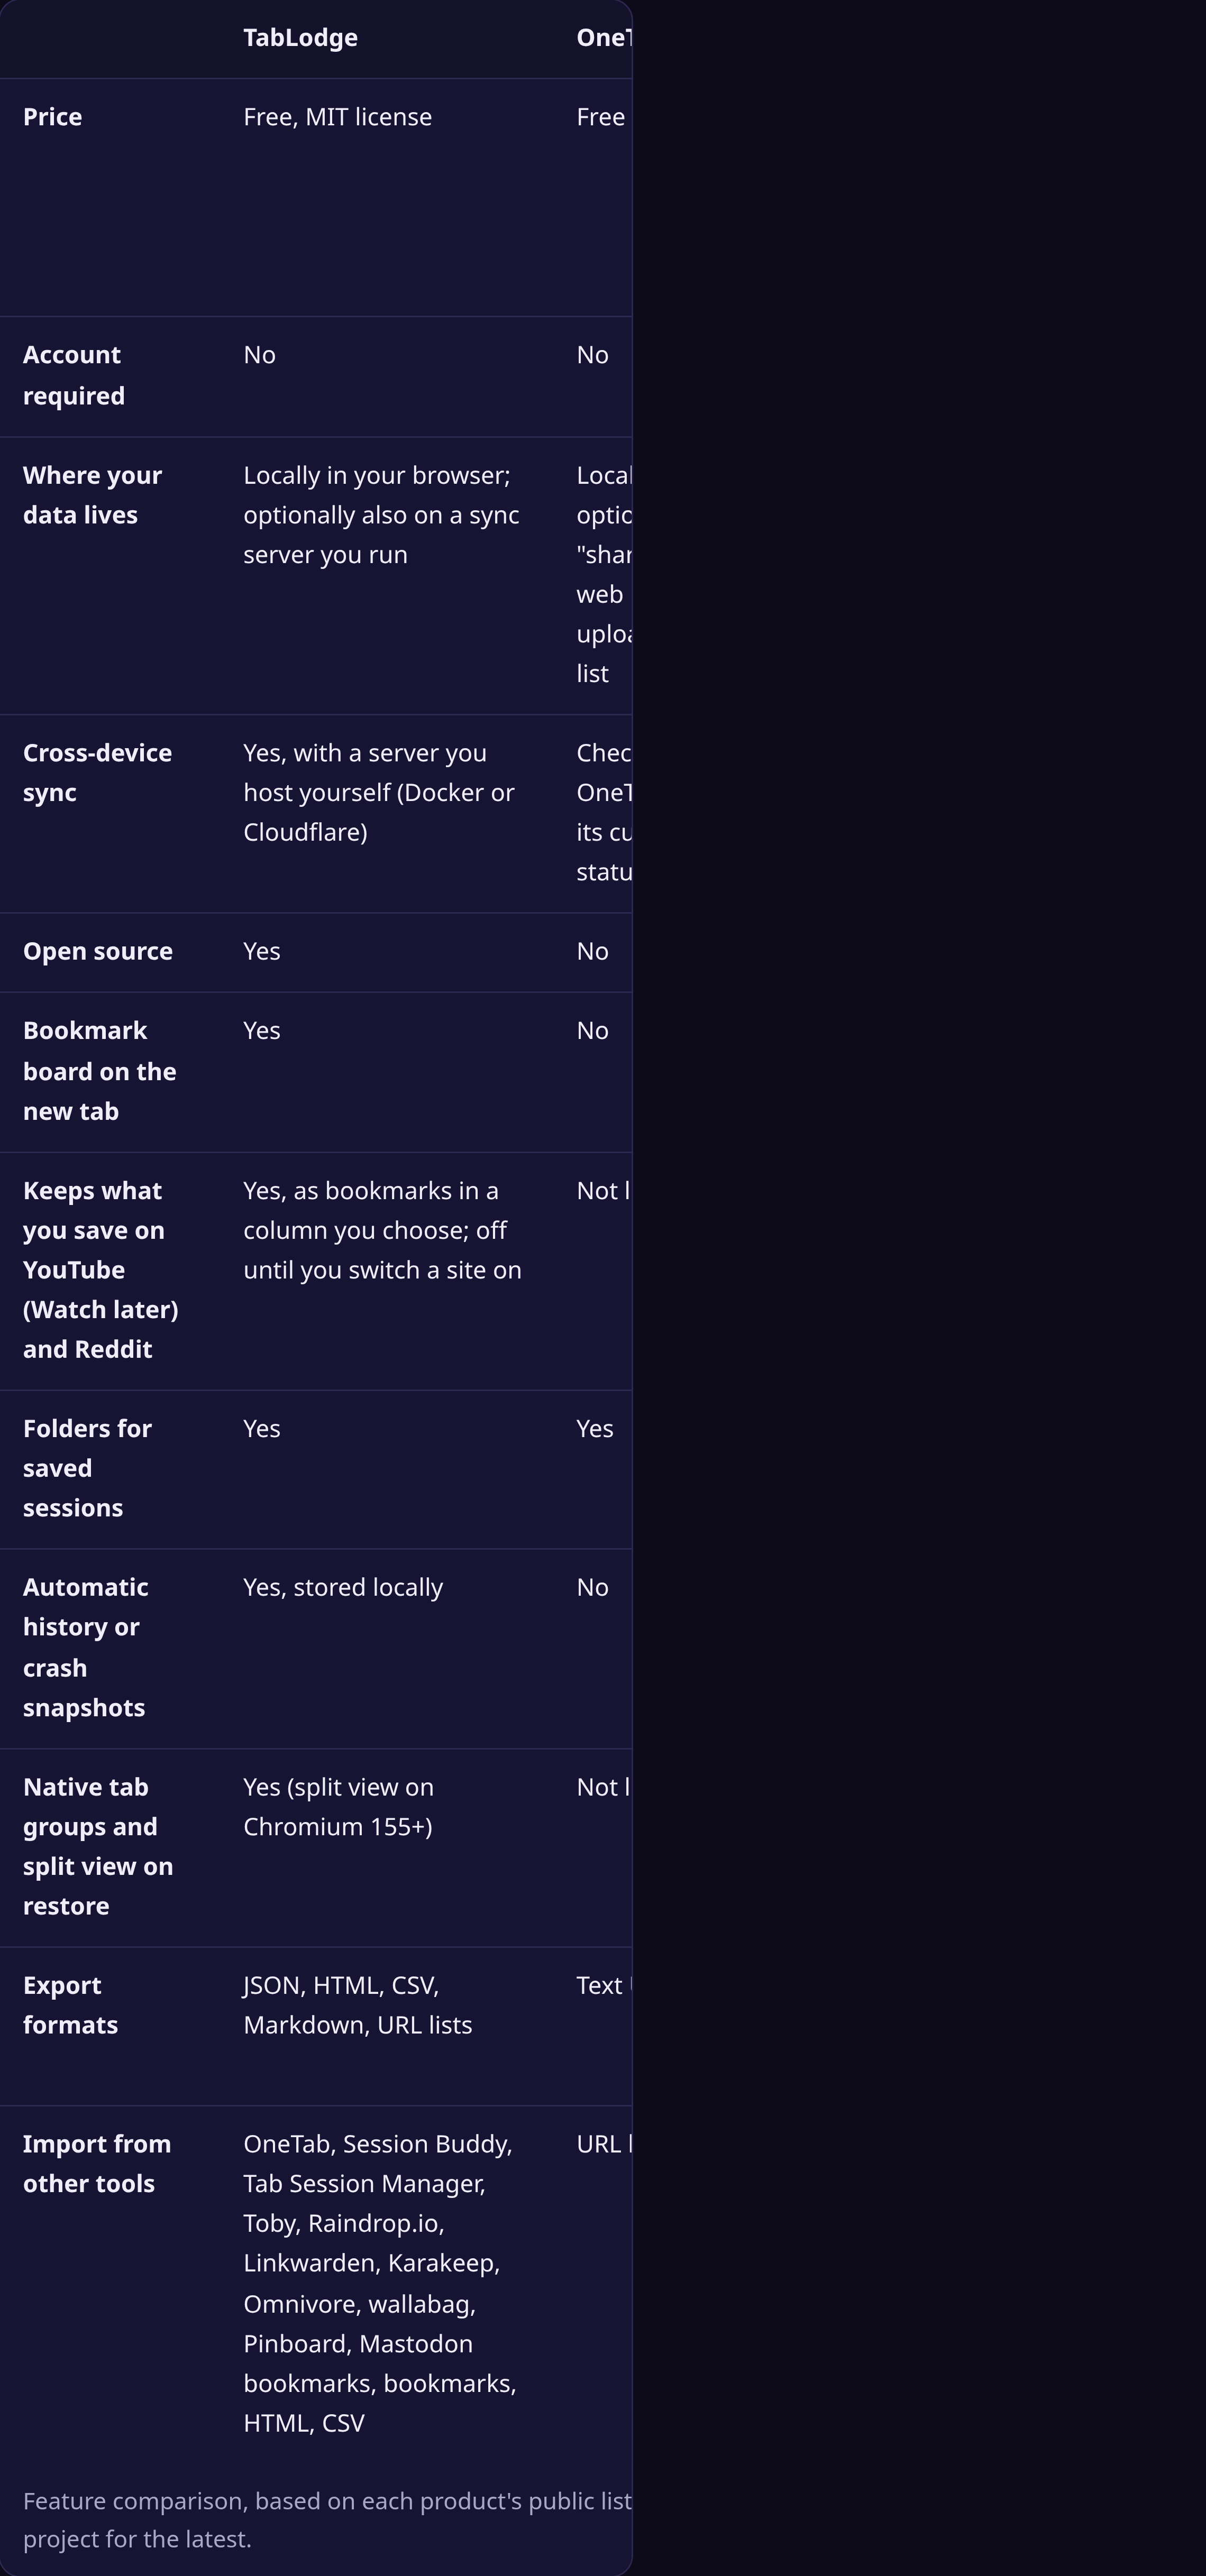 TabLodge
Price Free, MIT license Free
Account No No
required
Where your Locally in your browser;
data lives optionally also on a sync
server you run
web
list
Cross-device Yes, with a server you
sync host yourself (Docker or
Cloudflare)
Open source Yes No
Bookmark Yes No
board on the
new tab
Keeps what Yes, as bookmarks in a Not
you save on column you choose; off
YouTube until you switch a site on
(Watch later)
and Reddit
Folders for Yes Yes
saved
sessions
Automatic Yes, stored locally No
history or
crash
snapshots
Native tab Yes (split view on Not
groups and Chromium 155+)
split view on
restore
Export JSON, HTML, CSV, Text
formats Markdown, URL lists
Import from OneTab, Session Buddy, URL
other tools Tab Session Manager,
Toby, Raindrop.io,
Linkwarden, Karakeep,
Omnivore, wallabag,
Pinboard, Mastodon
bookmarks, bookmarks,
HTML, CSV
Feature comparison, based on each product's public
project for the latest.